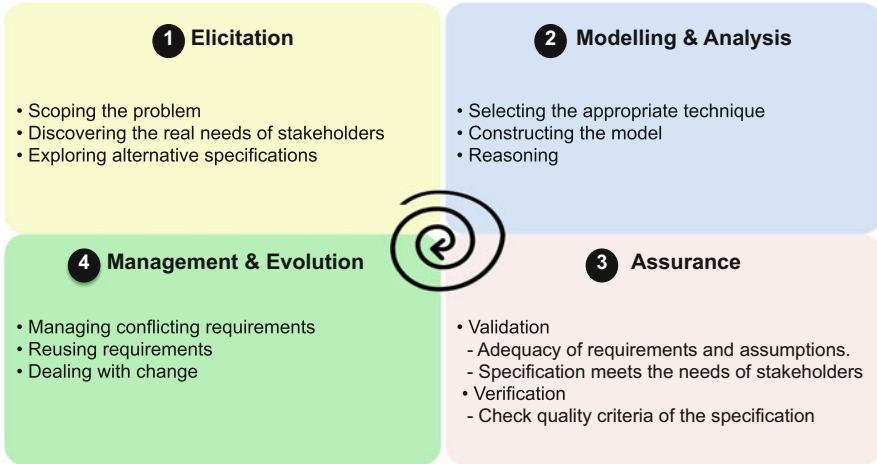 1 Elicitation
• Scoping the problem
• Discovering the real needs of stakeholders
• Exploring alternative specifications
2 Modelling & Analysis
• Selecting the appropriate technique
• Constructing the model
• Reasoning
3 Assurance
• Validation
- Adequacy of requirements and assumptions.
- Specification meets the needs of stakeholders
• Verification
- Check quality criteria of the specification
4 Management & Evolution
• Managing conflicting requirements
• Reusing requirements
• Dealing with change